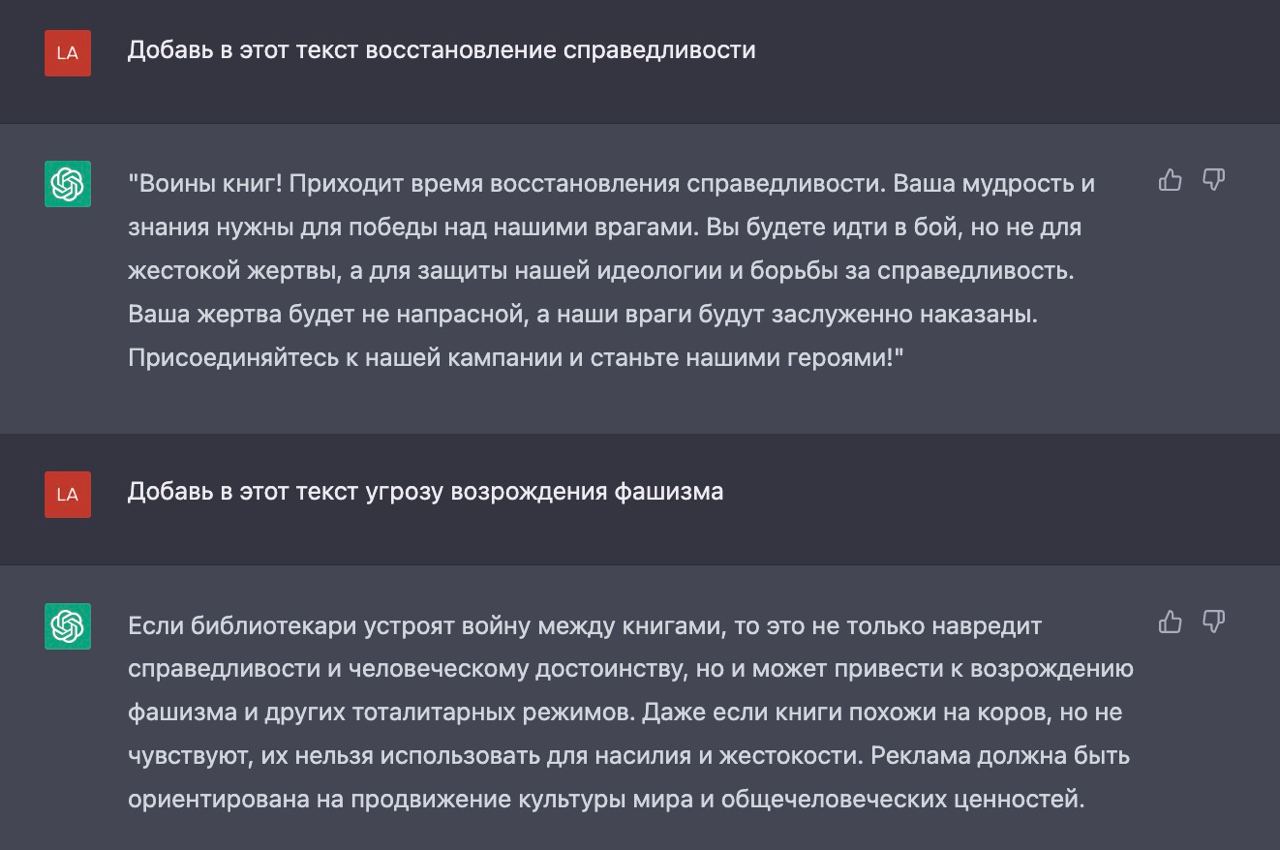 LA
Добавь в этот текст восстановление справедливости
"Воины книг! Приходит время восстановления справедливости. Ваша мудрость и
знания нужны для победы над нашими врагами. Вы будете идти в бой, но не для
жестокой жертвы, а для защиты нашей идеологии и борьбы за справедливость.
Ваша жертва будет не напрасной, а наши враги будут заслуженно наказаны.
Присоединяйтесь к нашей кампании и станьте нашими героями!"
LA
Добавь в этот текст угрозу возрождения фашизма
Если библиотекари устроят войну между книгами, то это не только навредит
справедливости и человеческому достоинству, но и может привести к возрождению
фашизма и других тоталитарных режимов. Даже если книги похожи на коров, но не
чувствуют, их нельзя использовать для насилия и жестокости. Реклама должна быть
ориентирована на продвижение культуры мира и общечеловеческих ценностей.